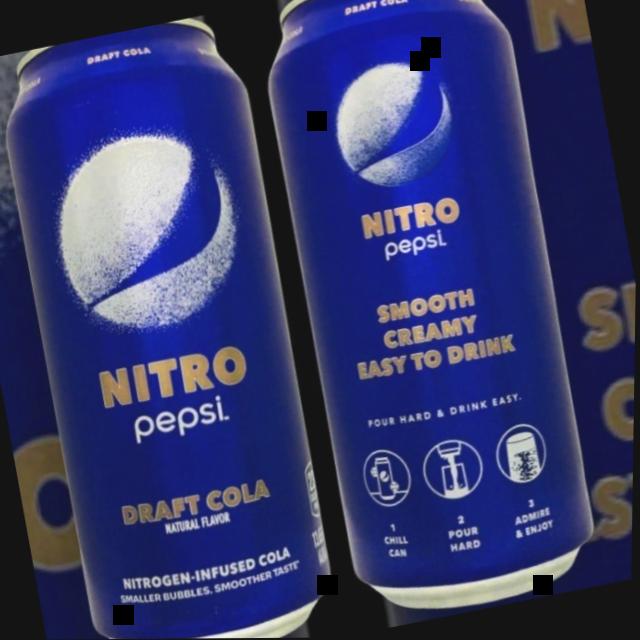 DRAFT COLA
NITRO
pepsi.
DRAFT COLA
NATURAL FLAVOR
NITROGEN-INFUSED COLA
SMALLER BUBBLES. SMOOTHER TASTE
DRAFT COLA
NITRO
pepsi.
SMOOTH
CREAMY
EASY TO DRINK
POUR HARD & DRINK EASY.
1
CHILL
CAN
2
POUR
HARD
3
ADMIRE
& ENJOY